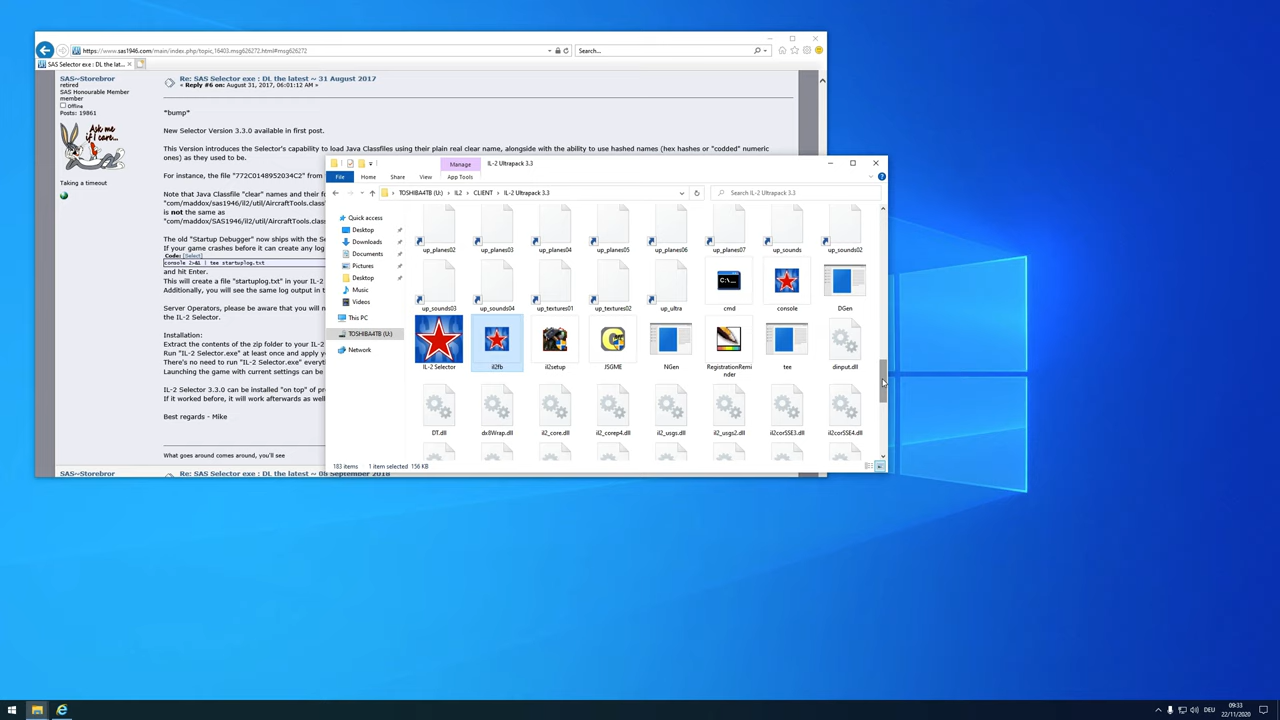 https://www.sas1946.com/main/index.php/topic,16403.msg626272.html#msg626272
Search...
SAS Selector exe : DL the lat...
SAS~Storebror
retired
SAS Honourable Member
member
Offline
Posts: 19861
Ask me if I care...
Taking a timeout
Re: SAS Selector exe : DL the latest ~ 31 August 2017
« Reply #6 on: August 31, 2017, 06:01:12 AM »
*bump*
New Selector Version 3.3.0 available in first post.
This Version introduces the Selector's capability to load Java Classfiles using their plain real clear name, alongside with the ability to use hashed names (hex hashes or "codded" numeric
ones) as they used to be.
For instance, the file "772C0148952034C2" from
Note that Java Classfile "clear" names and their f
"com/maddox/sas1946/il2/util/AircraftTools.class
is not the same as
"com/maddox/SAS1946/il2/util/AircraftTools.class
The old "Startup Debugger" now ships with the Se
If your game crashes before it can create any log
Code: [Select]
console 2>&1 | tee startuplog.txt
and hit Enter.
This will create a file "startuplog.txt" in your IL-2
Additionally, you will see the same log output in t
Server Operators, please be aware that you will n
the IL-2 Selector.
Installation:
Extract the contents of the zip folder to your IL-2
Run "IL-2 Selector.exe" at least once and apply yo
There's no need to run "IL-2 Selector.exe" everyti
Launching the game with current settings can be
IL-2 Selector 3.3.0 can be installed "on top" of pr
If it worked before, it will work afterwards as well
Best regards - Mike
What goes around comes around, you'll see
SAS~Storebror
Re: SAS Selector exe : DL the latest ~ 08 September 2018
Manage
IL-2 Ultrapack 3.3
File
Home
Share
View
App Tools
TOSHIBA4TB (U:)
IL2
CLIENT
IL-2 Ultrapack 3.3
Search IL-2 Ultrapack 3.3
Quick access
Desktop
Downloads
Documents
Pictures
Desktop
Music
Videos
This PC
TOSHIBA4TB (U:)
Network
up_planes02
up_planes03
up_planes04
up_planes05
up_planes06
up_planes07
up_sounds
up_sounds02
up_sounds03
up_sounds04
up_textures01
up_textures02
up_ultra
C:\_
cmd
console
DGen
IL-2 Selector
il2fb
il2setup
JSGME
NGen
RegistrationRemi
nder
tee
dinput.dll
DT.dll
dx8Wrap.dll
il2_core.dll
il2_corep4.dll
il2_usgs.dll
il2_usgs2.dll
il2corSSE3.dll
il2corSSE4.dll
183 items
1 item selected
156 KB
DEU
09:33
22/11/2020